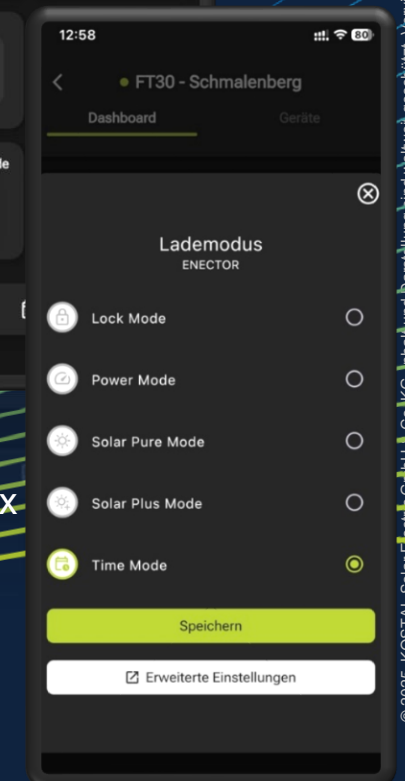 12:58
80
FT30 - Schmalenberg
Dashboard
Geräte
Lademodus
ENECTOR
Lock Mode
Power Mode
Solar Pure Mode
Solar Plus Mode
Time Mode
Speichern
Erweiterte Einstellungen
x